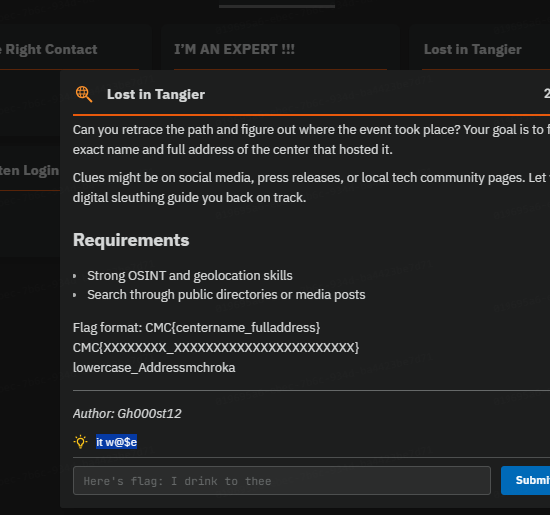 e Right Contact
I'M AN EXPERT !!!
Lost in Tangier
Lost in Tangier
2
Can you retrace the path and figure out where the event took place? Your goal is to f
exact name and full address of the center that hosted it.
Clues might be on social media, press releases, or local tech community pages. Let
digital sleuthing guide you back on track.
ten Login
Requirements
• Strong OSINT and geolocation skills
• Search through public directories or media posts
Flag format: CMC{centername_fulladdress}
CMC{XXXXXXXX_XXXXXXXXXXXXXXXXXXXXXXXX}
lowercase_Addressmchroka
Author: Gh000st12
it w@$e
Here's flag: I drink to thee
Submi